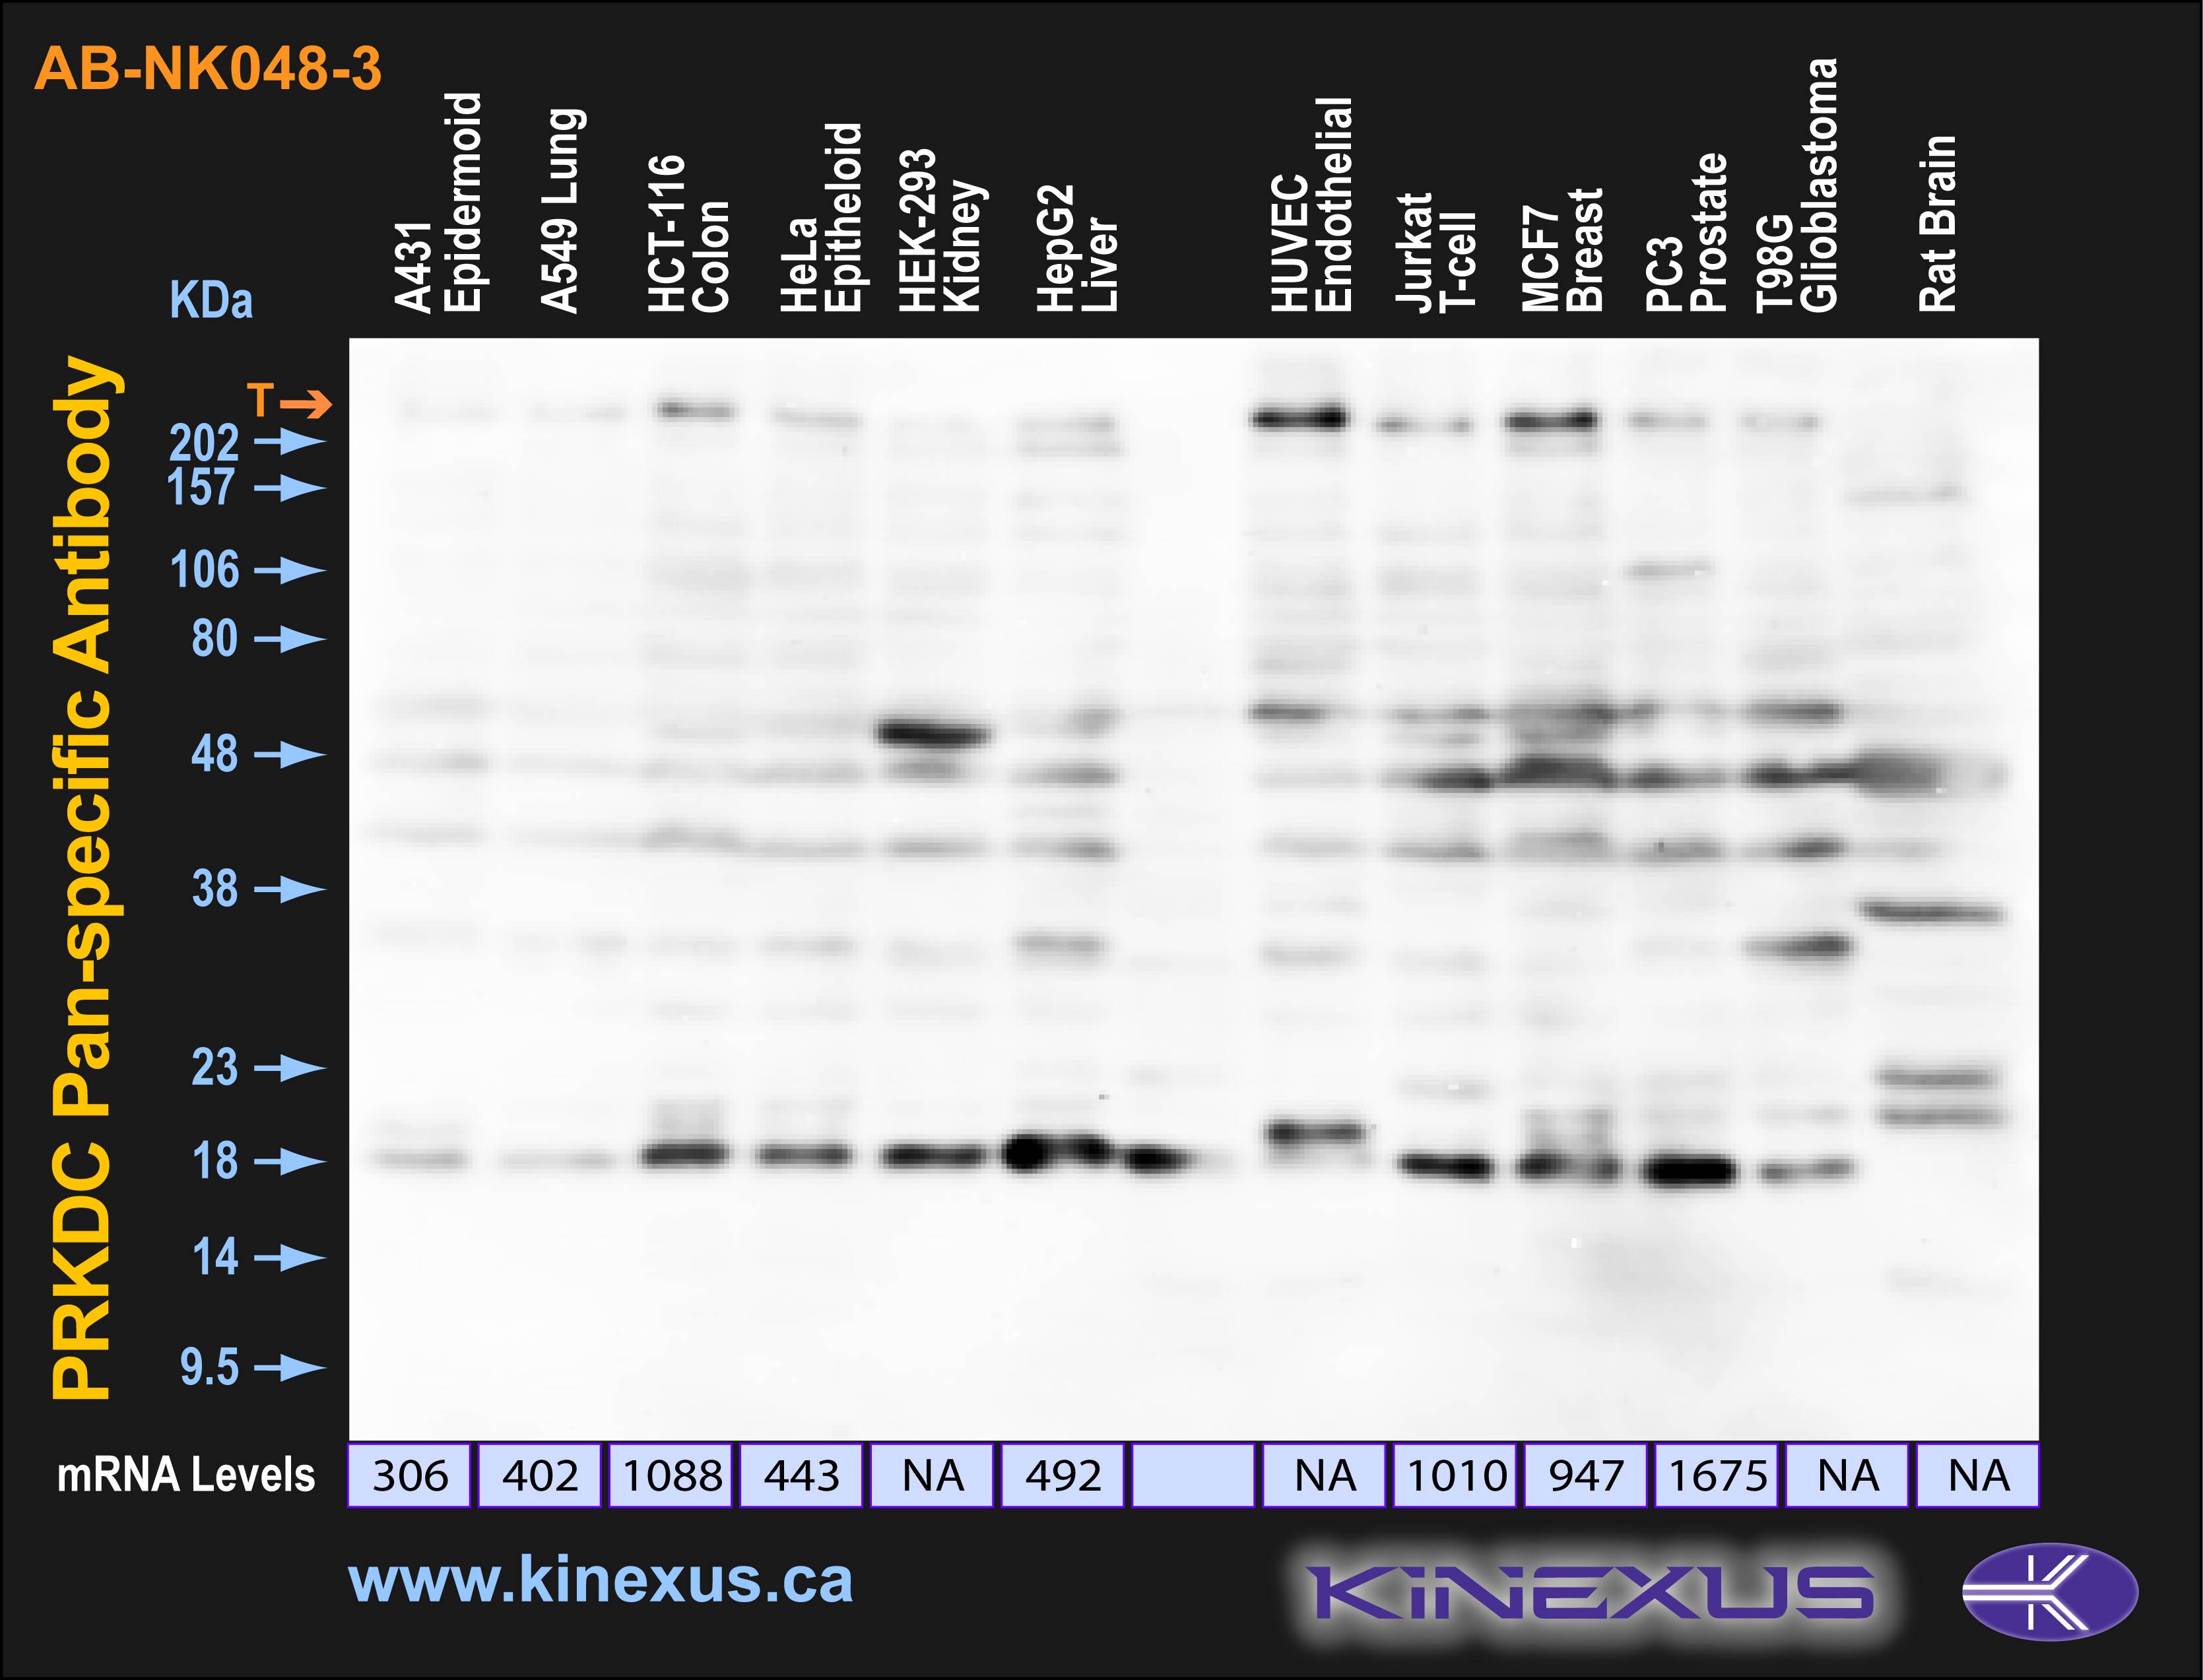 AB-NK048-3
A431
Epidermoid
A549 Lung
HCT-116
Colon
HeLa
Epitheloid
HEK-293
Kidney
HepG2
Liver
HUVEC
Endothelial
Jurkat
T-cell
MCF7
Breast
PC3
Prostate
T98G
Glioblastoma
Rat Brain
KDa
PRKDC Pan-specific Antibody
T
202
157
106
80
48
38
23
18
14
9.5
mRNA Levels 306 402 1088 443 NA 492 NA 1010 947 1675 NA NA
www.kinexus.ca
KiNEXUS
K